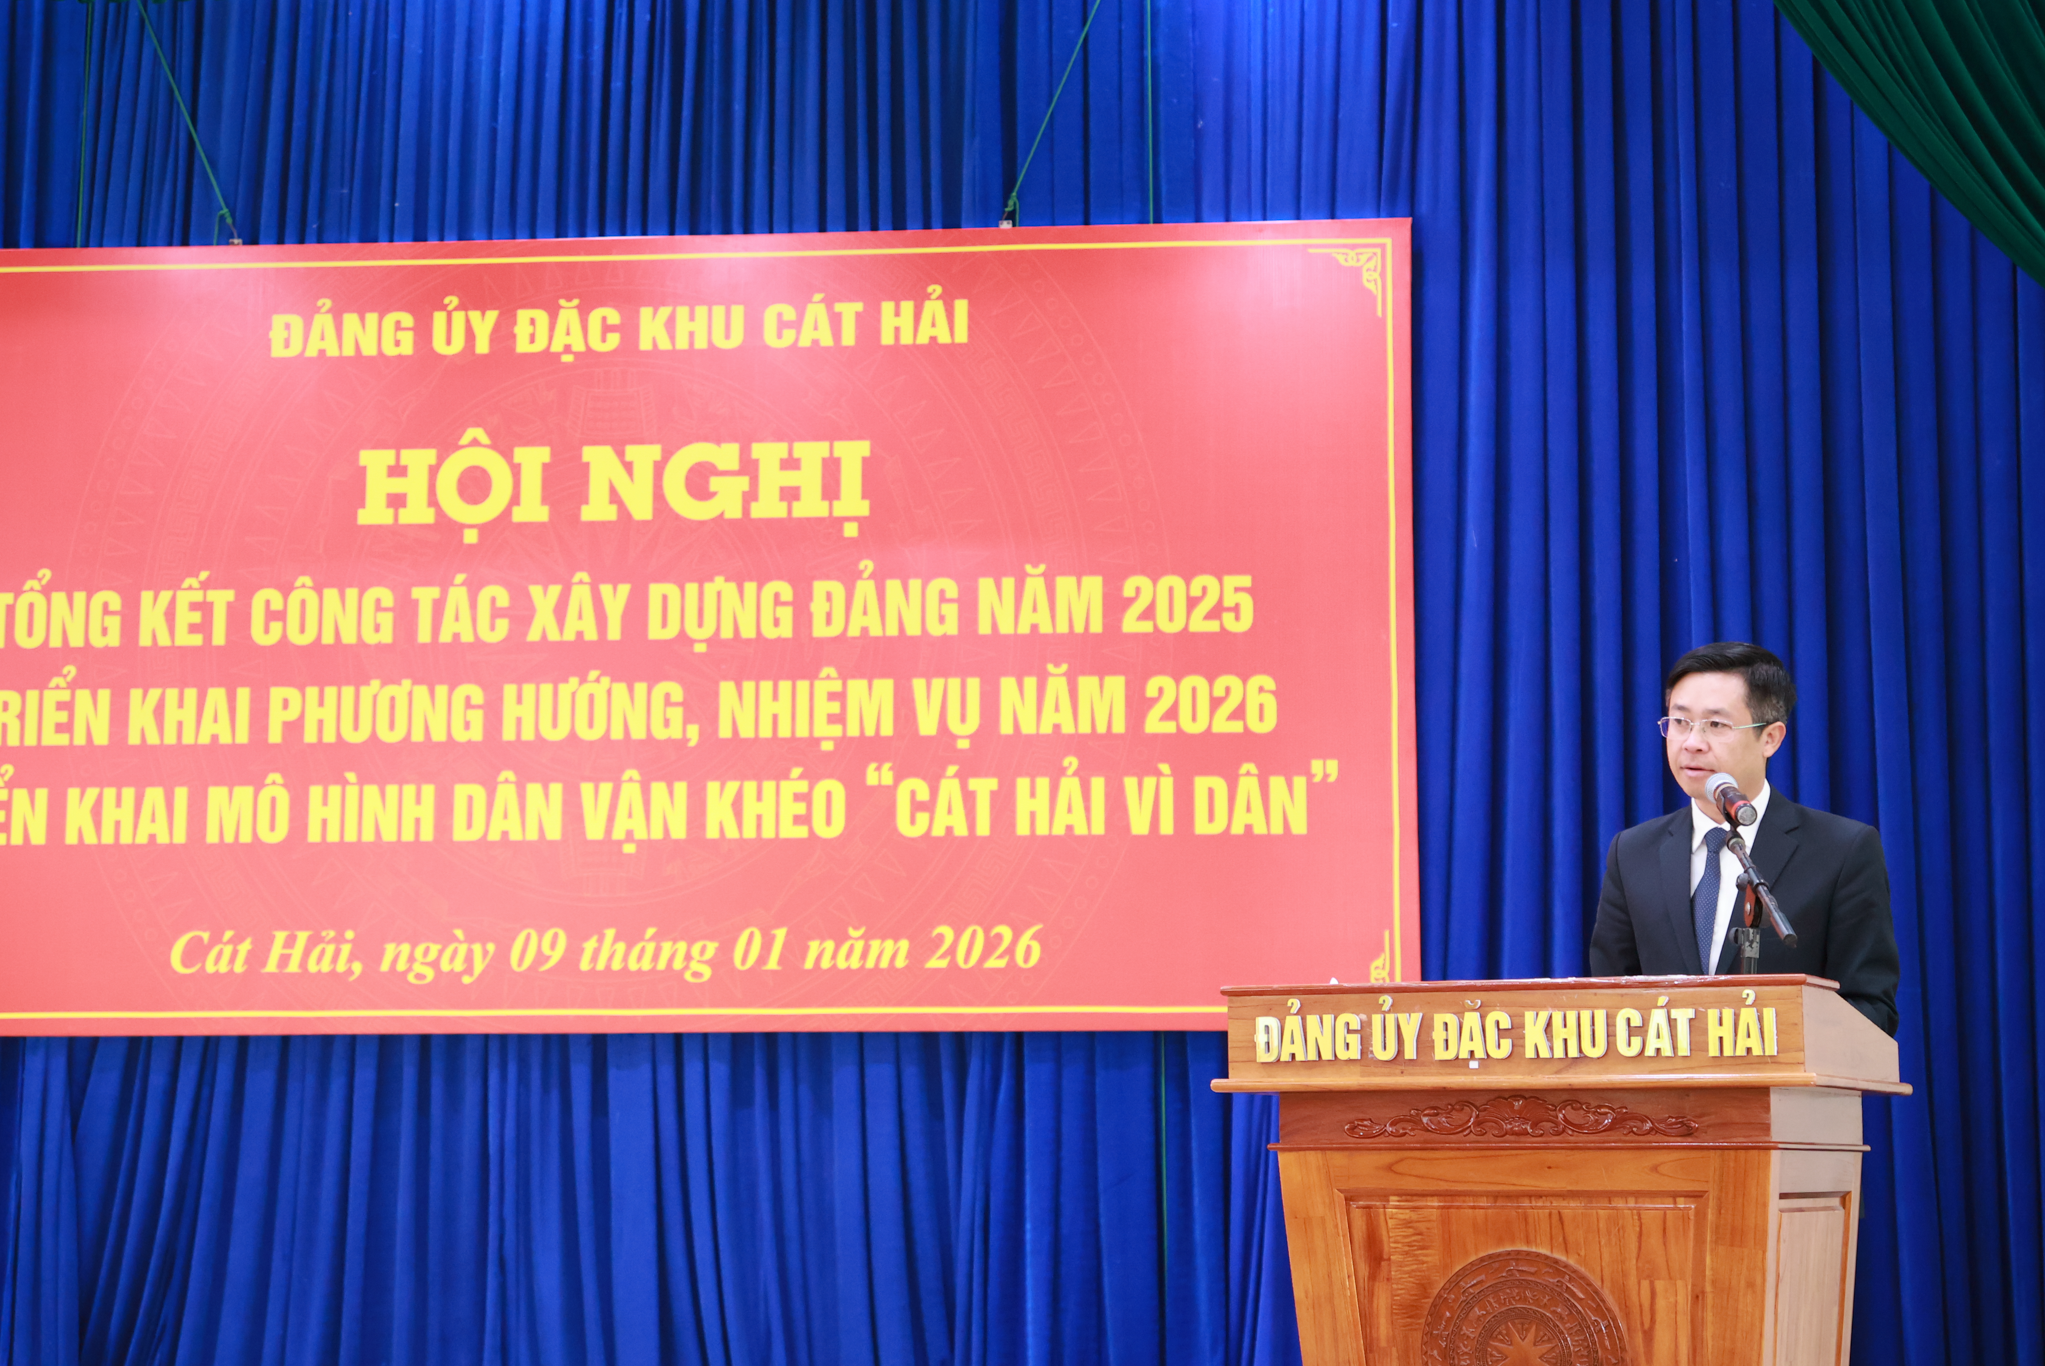 ĐẢNG ỦY ĐẶC KHU CÁT HẢI
HỘI NGHỊ
TỔNG KẾT CÔNG TÁC XÂY DỰNG ĐẢNG NĂM 2025
KHAI PHƯƠNG HƯỚNG, NHIỆM VỤ NĂM 2026
KHAI MÔ HÌNH DÂN VẬN KHÉO “CÁT HẢI VÌ DÂN”
Cát Hải, ngày 09 tháng 01 năm 2026
ĐẢNG ỦY ĐẶC KHU CÁT HẢI